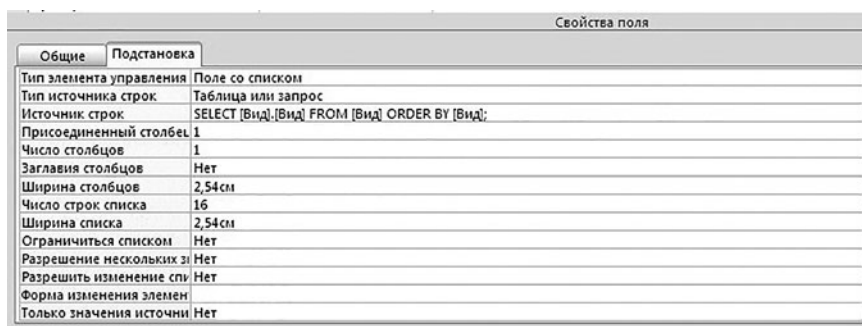 Свойства поля
Общие Подстановка
Тип элемента управления Поле со списком
Тип источника строк Таблица или запрос
Источник строк SELECT [Вид].[Вид] FROM [Вид] ORDER BY [Вид];
Присоединенный столбец 1
Число столбцов 1
Заглавия столбцов Нет
Ширина столбцов 2,54см
Число строк списка 16
Ширина списка 2,54см
Ограничиться списком Нет
Разрешение нескольких зн Нет
Разрешить изменение спи Нет
Форма изменения элемен
Только значения источни Нет